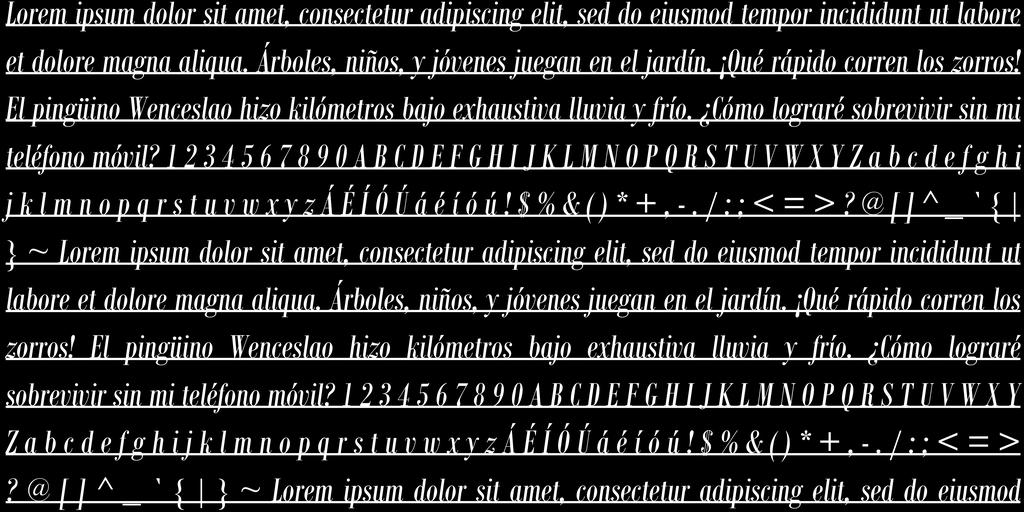 Lorem ipsum dolor sit amet, consectetur adipiscing elit, sed do eiusmod tempor incididunt ut labore
et dolore magna aliqua. Árboles, niños, y jóvenes juegan en el jardín. ¡Qué rápido corren los zorros!
El pingüino Wenceslao hizo kilómetros bajo exhaustiva lluvia y frío. ¿Cómo lograré sobrevivir sin mi
teléfono móvil? 1 2 3 4 5 6 7 8 9 0 A B C D E F G H I J K L M N O P Q R S T U V W X Y Z a b c d e f g h i
j k l m n o p q r s t u v w x y z Á É Í Ó Ú á é í ó ú ! $ % & ( ) * + , - . / : ; < = > ? @ [ ] ^ _ ` { |
} ~ Lorem ipsum dolor sit amet, consectetur adipiscing elit, sed do eiusmod tempor incididunt ut
labore et dolore magna aliqua. Árboles, niños, y jóvenes juegan en el jardín. ¡Qué rápido corren los
zorros! El pingüino Wenceslao hizo kilómetros bajo exhaustiva lluvia y frío. ¿Cómo lograré
sobrevivir sin mi teléfono móvil? 1 2 3 4 5 6 7 8 9 0 A B C D E F G H I J K L M N O P Q R S T U V W X Y
Z a b c d e f g h i j k l m n o p q r s t u v w x y z Á É Í Ó Ú á é í ó ú ! $ % & ( ) * + , - . / : ; < = >
? @ [ ] ^ _ ` { | } ~ Lorem ipsum dolor sit amet, consectetur adipiscing elit, sed do eiusmod